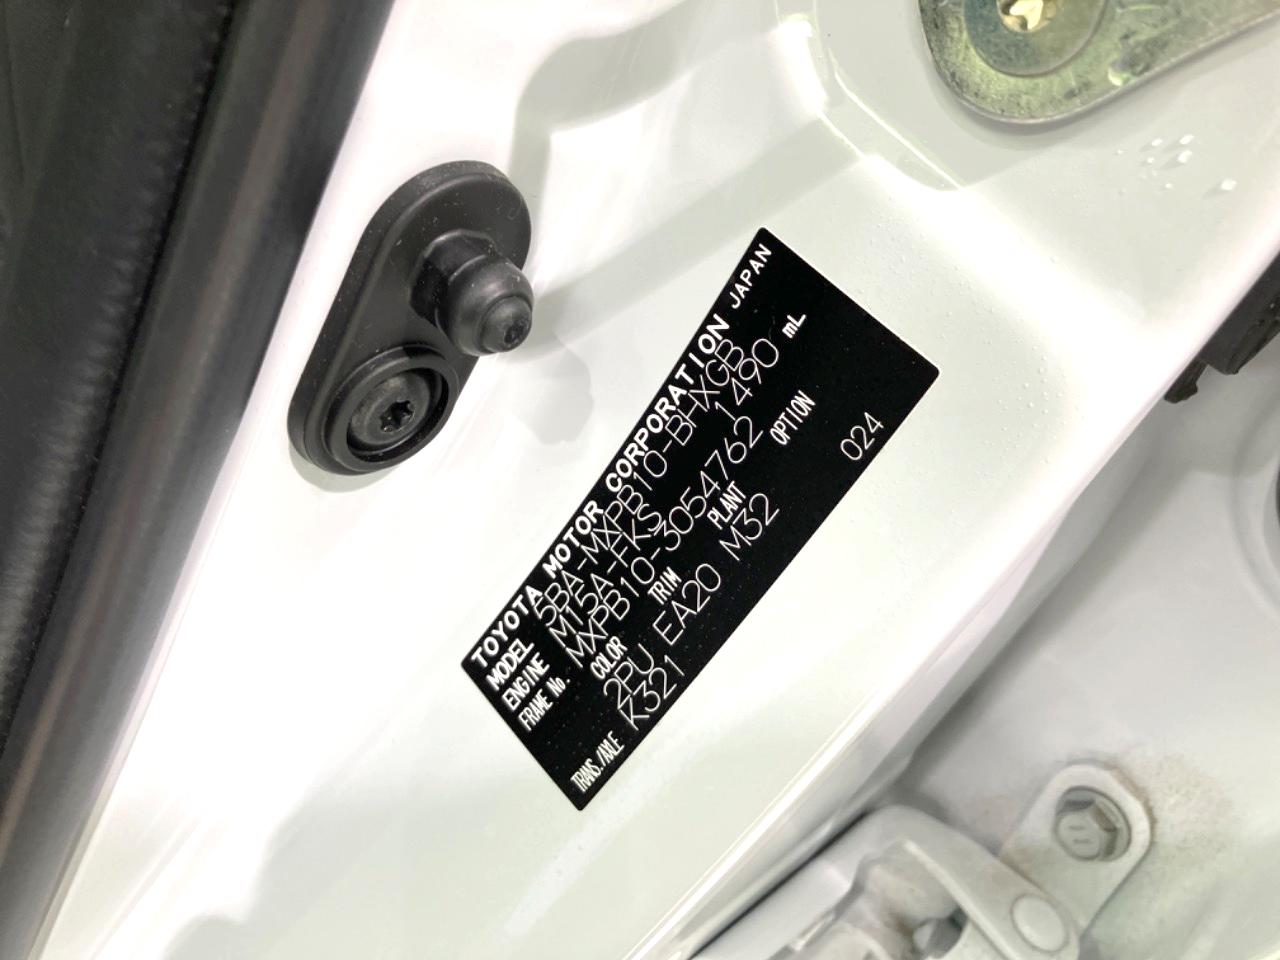 TOYOTA MOTOR CORPORATION JAPAN
MODEL 5BA-MXPB10-BHXGB
ENGINE M15A-FKS 1490 mL
FRAME No. MXPB10-3054762
COLOR TRIM PLANT OPTION
2PU EA20 M32 024
TRANS./AXLE K321